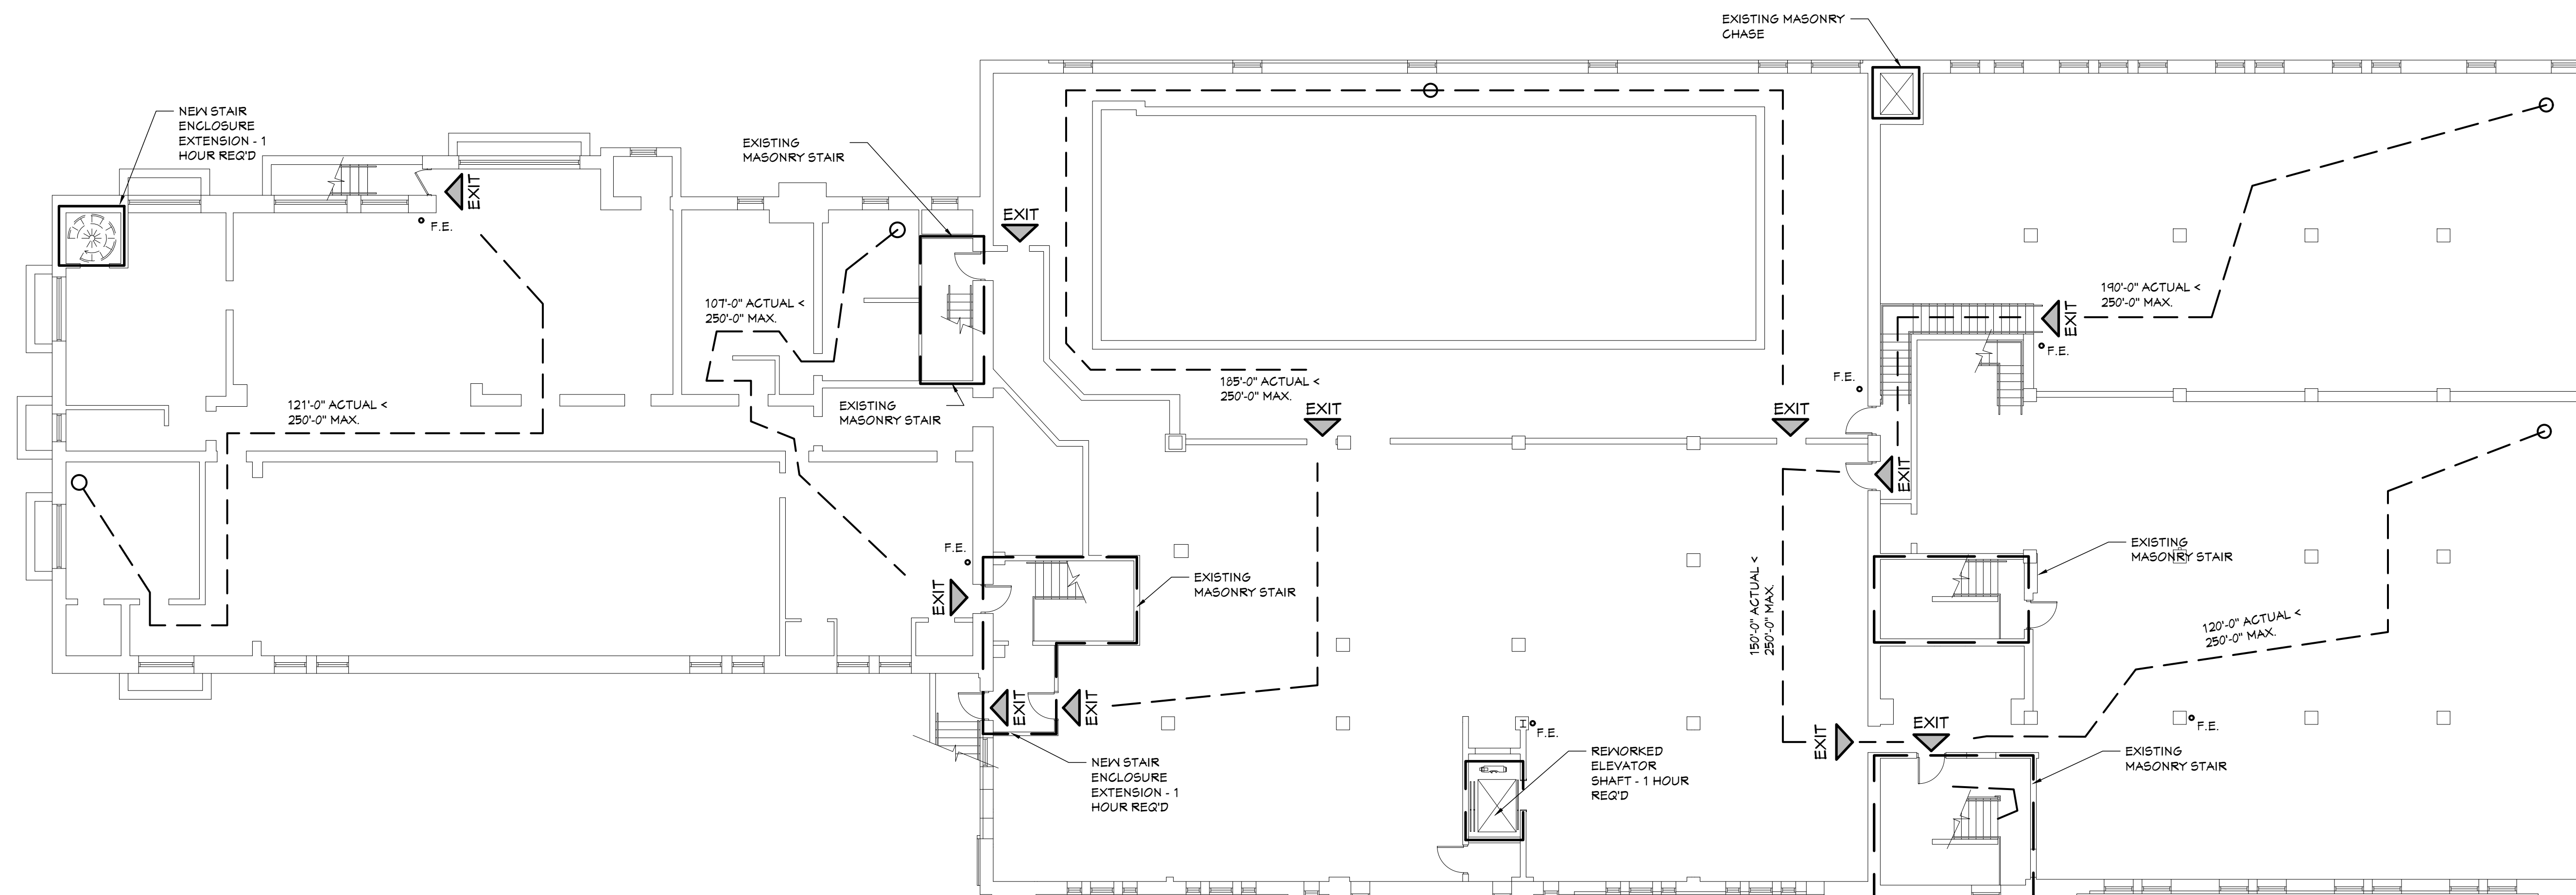 EXISTING MASONRY
CHASE
NEW STAIR
ENCLOSURE
EXTENSION - 1
HOUR REQ'D
EXISTING
MASONRY STAIR
EXIT
F.E.
EXIT
107'-0" ACTUAL <
250'-0" MAX.
190'-0" ACTUAL <
250'-0" MAX.
EXIT
F.E.
185'-0" ACTUAL <
250'-0" MAX.
F.E.
121'-0" ACTUAL <
250'-0" MAX.
EXISTING
MASONRY STAIR
EXIT
EXIT
EXIT
F.E.
EXIT
EXISTING
MASONRY STAIR
150'-0" ACTUAL <
250'-0" MAX.
EXISTING
MASONRY STAIR
120'-0" ACTUAL <
250'-0" MAX.
EXIT
EXIT
F.E.
EXIT
EXIT
F.E.
NEW STAIR
ENCLOSURE
EXTENSION - 1
HOUR REQ'D
REWORKED
ELEVATOR
SHAFT - 1 HOUR
REQ'D
EXISTING
MASONRY STAIR